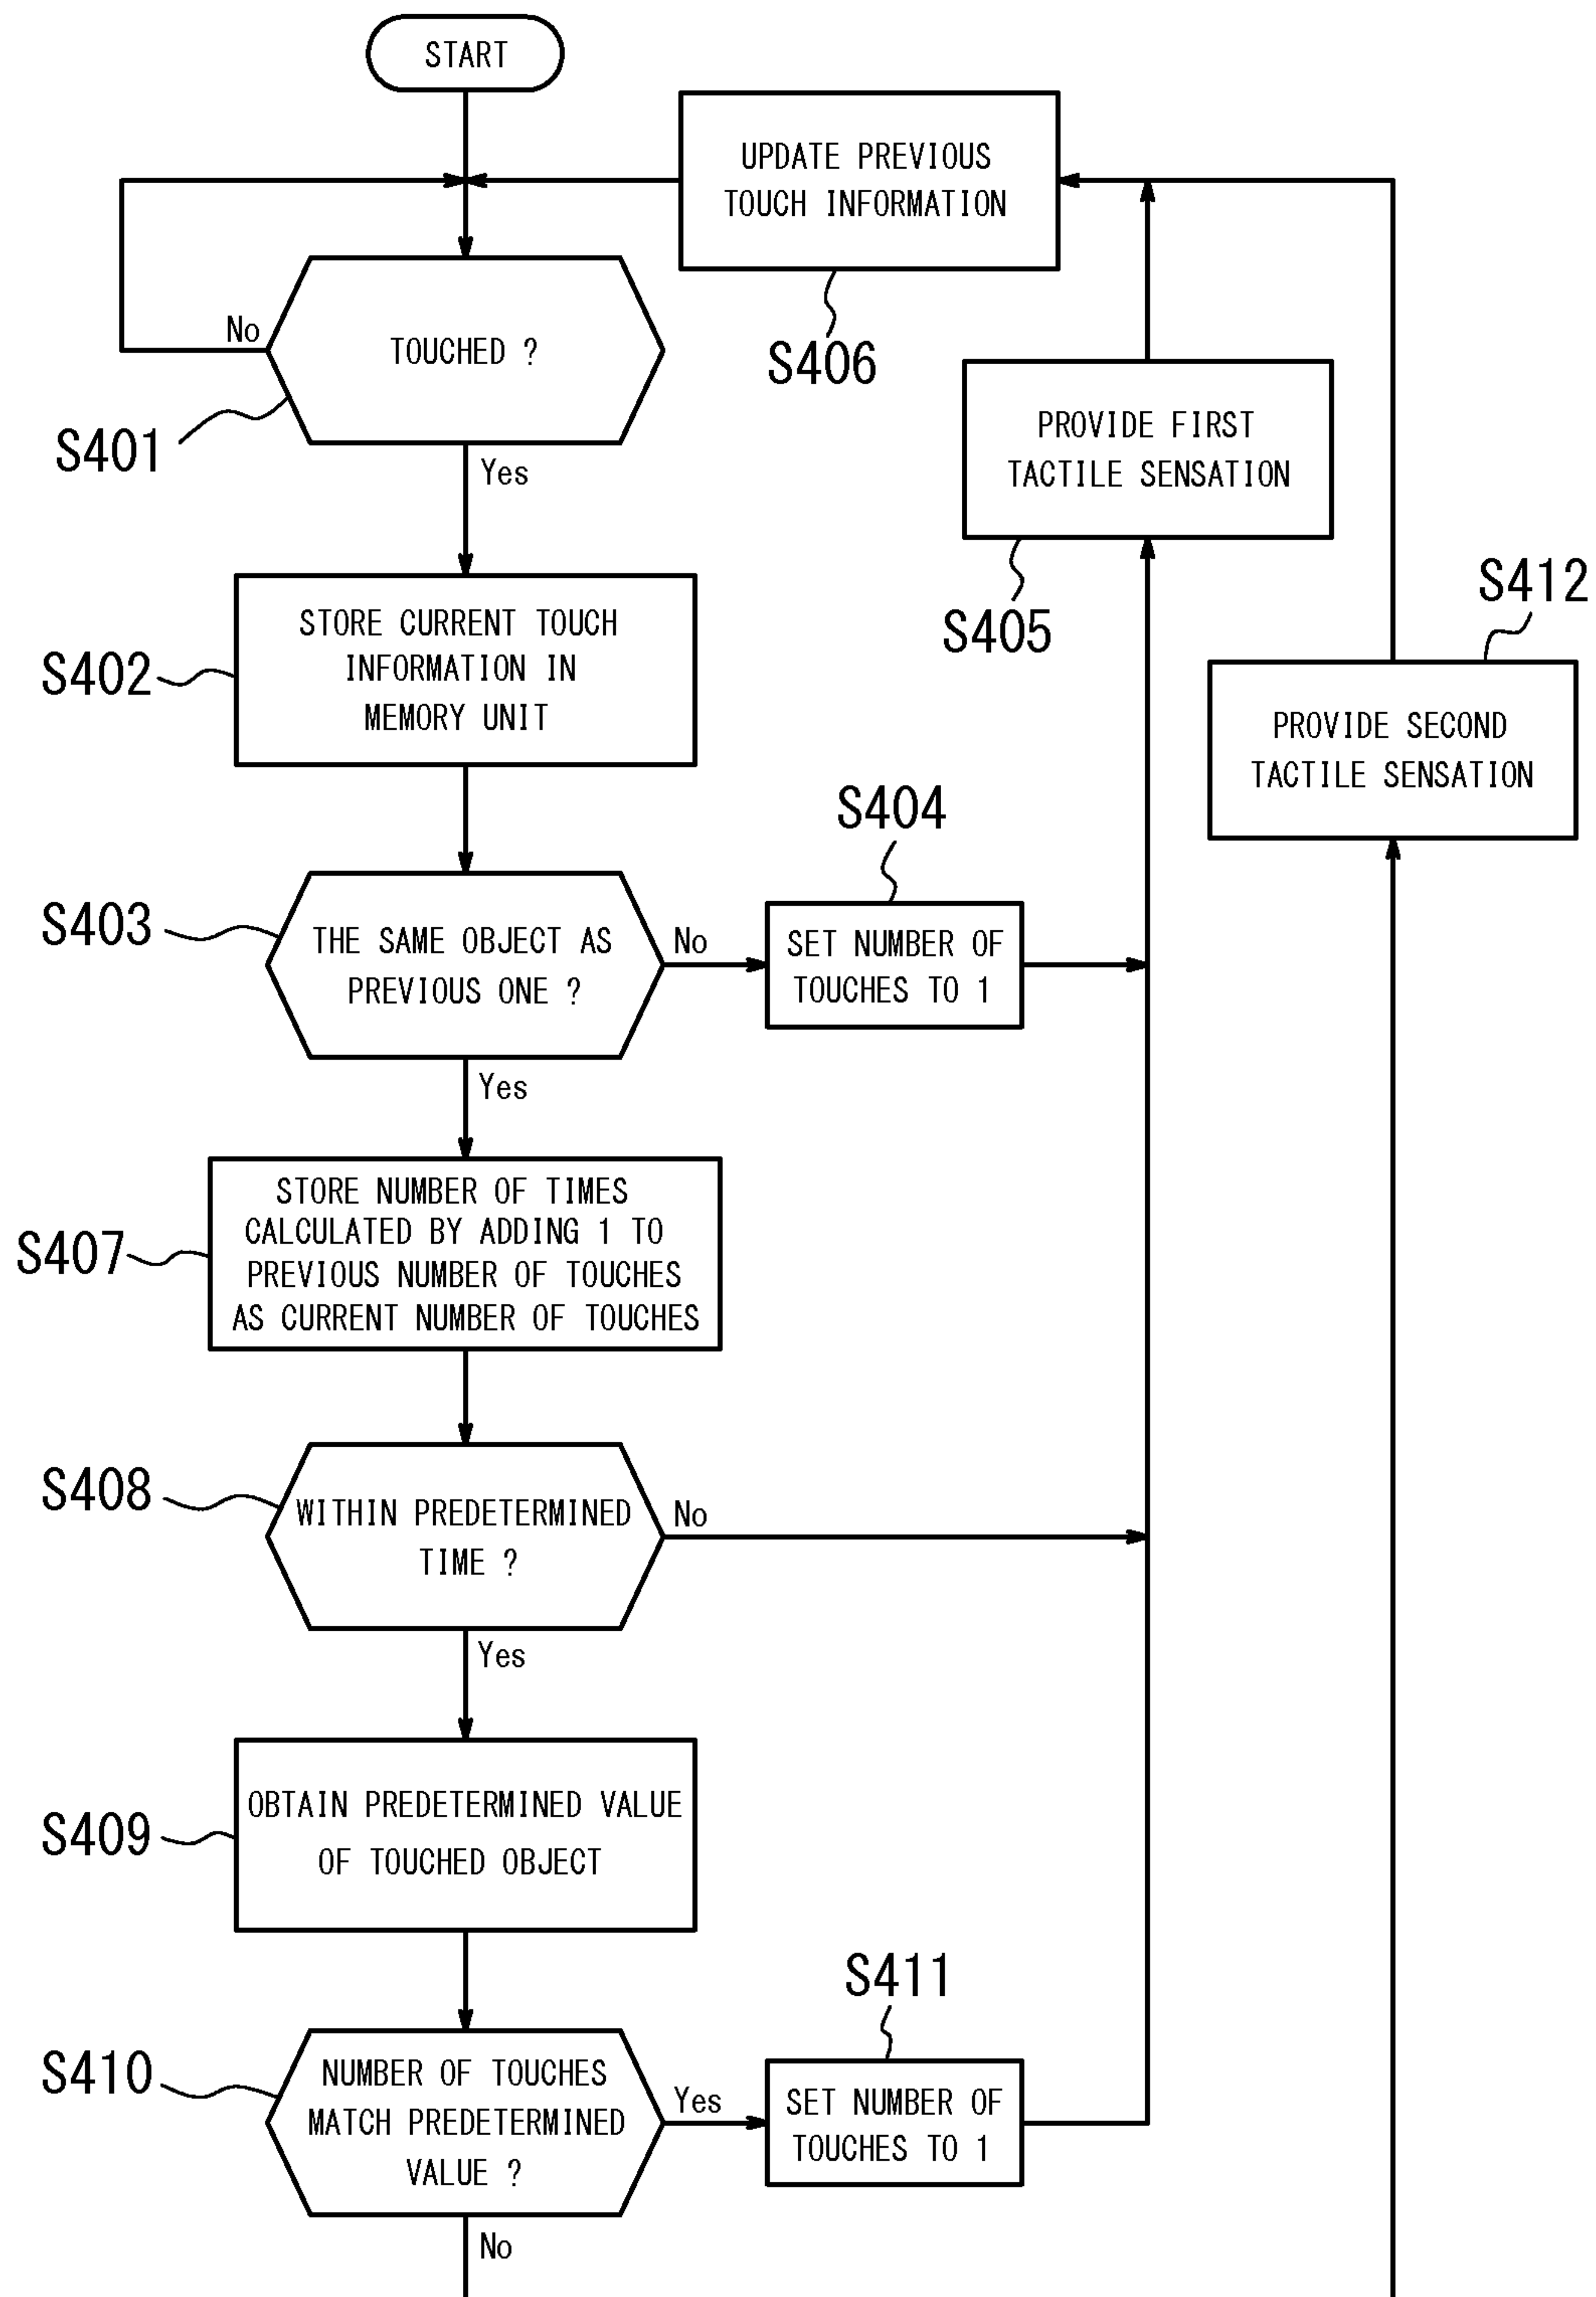 START
UPDATE PREVIOUS
TOUCH INFORMATION
S406
No
TOUCHED ?
S401
Yes
PROVIDE FIRST
TACTILE SENSATION
S405
S412
PROVIDE SECOND
TACTILE SENSATION
STORE CURRENT TOUCH
INFORMATION IN
MEMORY UNIT
S402
S404
S403
THE SAME OBJECT AS
PREVIOUS ONE ?
No
SET NUMBER OF
TOUCHES TO 1
Yes
STORE NUMBER OF TIMES
CALCULATED BY ADDING 1 TO
PREVIOUS NUMBER OF TOUCHES
AS CURRENT NUMBER OF TOUCHES
S407
S408
WITHIN PREDETERMINED
TIME ?
No
Yes
OBTAIN PREDETERMINED VALUE
OF TOUCHED OBJECT
S409
S411
S410
NUMBER OF TOUCHES
MATCH PREDETERMINED
VALUE ?
Yes
SET NUMBER OF
TOUCHES TO 1
No